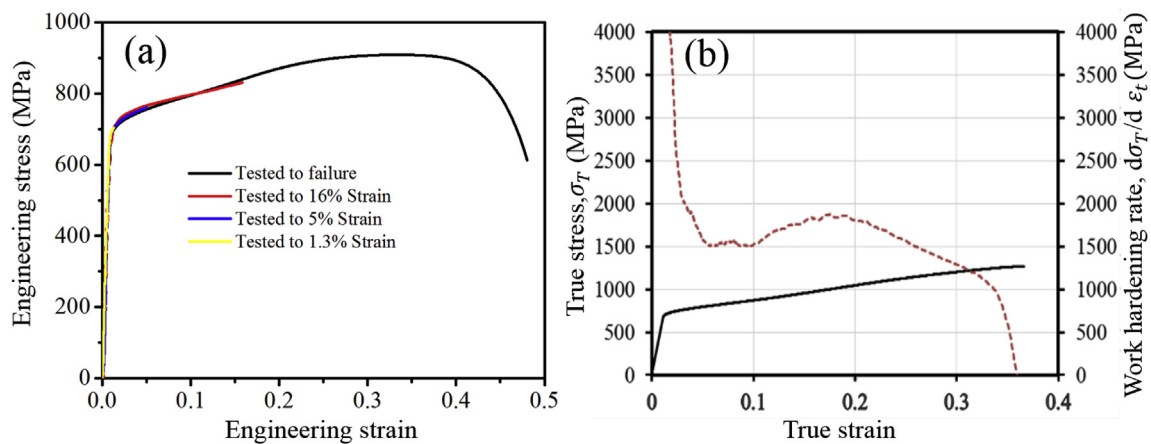 (a)
Engineering stress (MPa)
1000
800
600
400
200
0
Tested to failure
Tested to 16% Strain
Tested to 5% Strain
Tested to 1.3% Strain
0.0 0.1 0.2 0.3 0.4 0.5
Engineering strain
(b)
True stress,σT (MPa)
4000
3500
3000
2500
2000
1500
1000
500
0
0 0.1 0.2 0.3 0.4
True strain
4000
3500
3000
2500
2000
1500
1000
500
0
Work hardening rate, dσT/d εt (MPa)